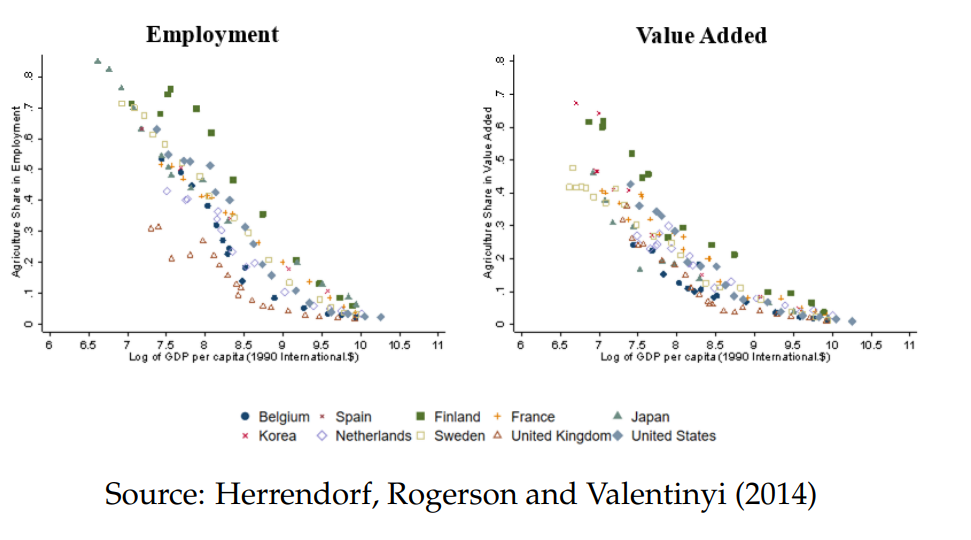 Employment
Value Added
Agriculture Share in Employment
.8
.7
.6
.5
.4
.3
.2
.1
0
6 6.5 7 7.5 8 8.5 9 9.5 10 10.5 11
Log of GDP per capita (1990 International $)
Agriculture Share in Value Added
.8
.7
.6
.5
.4
.3
.2
.1
0
6 6.5 7 7.5 8 8.5 9 9.5 10 10.5 11
Log of GDP per capita (1990 International $)
Belgium Spain Finland France Japan
Korea Netherlands Sweden United Kingdom United States
Source: Herrendorf, Rogerson and Valentinyi (2014)